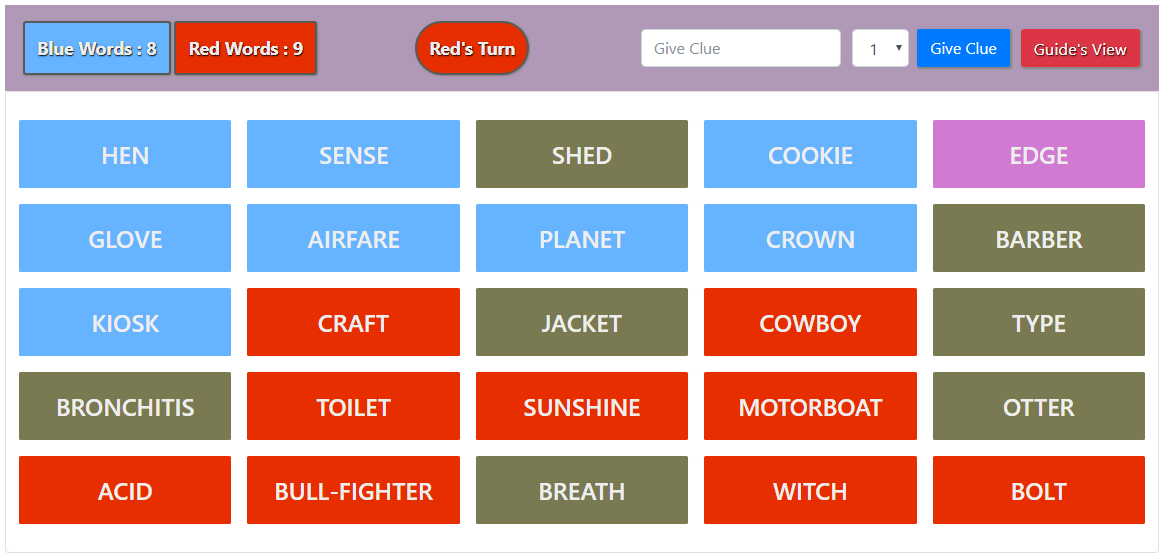 Blue Words : 8 Red Words : 9 Red's Turn Give Clue 1 Give Clue Guide's View
HEN SENSE SHED COOKIE EDGE
GLOVE AIRFARE PLANET CROWN BARBER
KIOSK CRAFT JACKET COWBOY TYPE
BRONCHITIS TOILET SUNSHINE MOTORBOAT OTTER
ACID BULL-FIGHTER BREATH WITCH BOLT